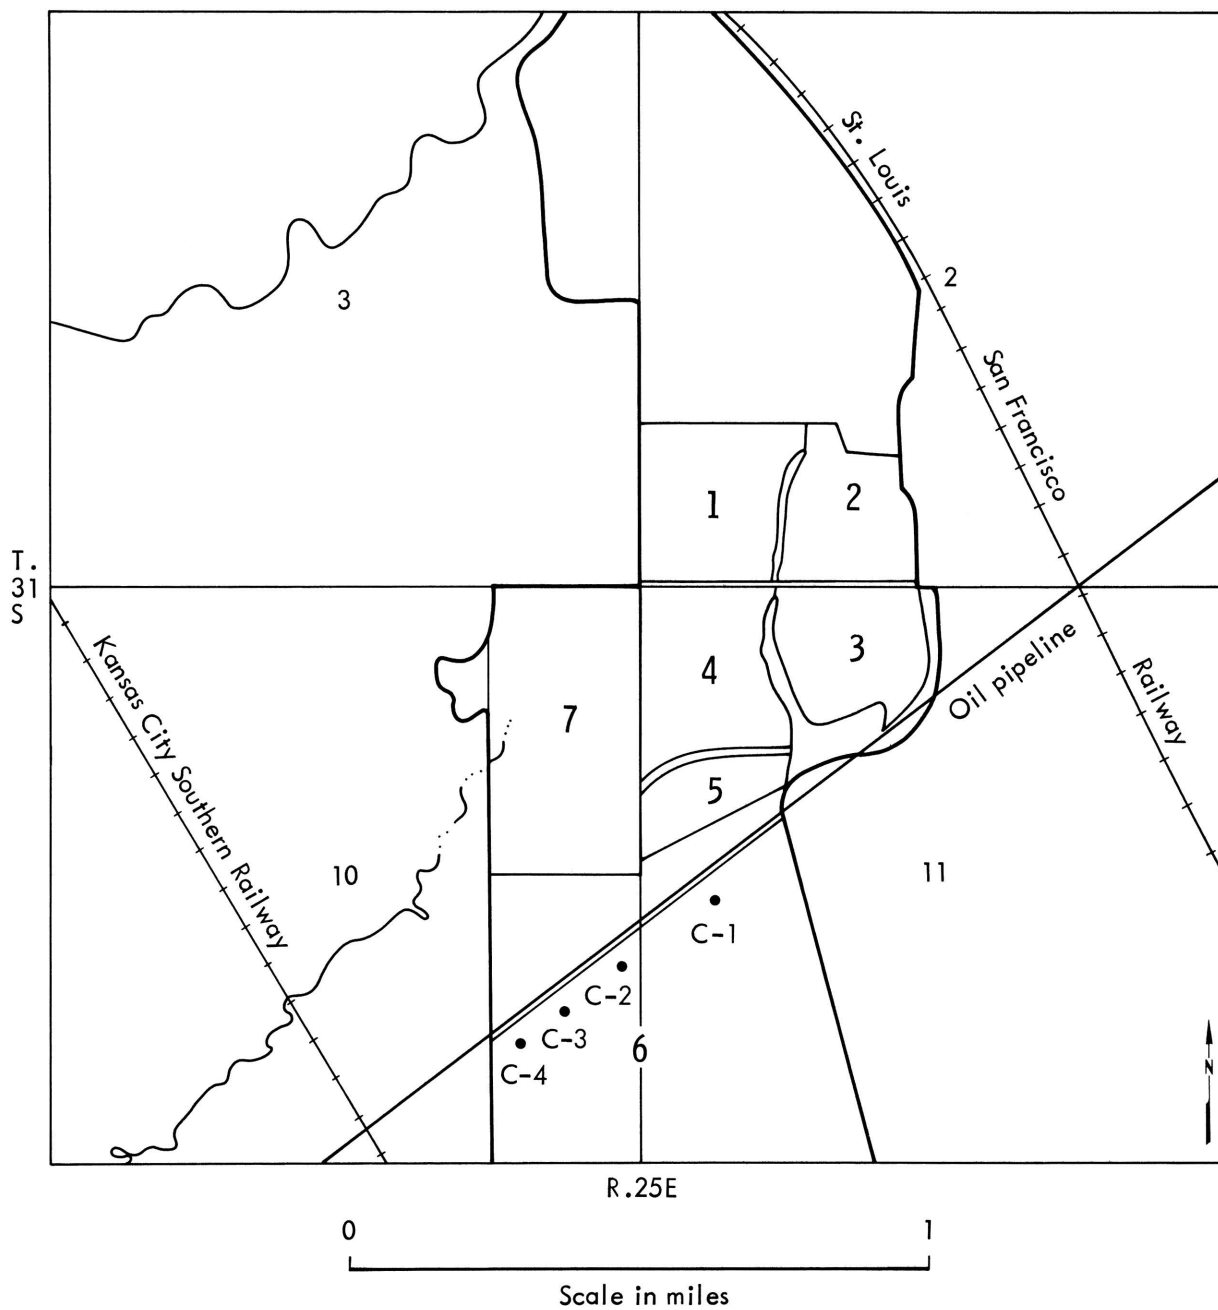 St. Louis
2
3
San Francisco
1
2
T.
31
S
Kansas City Southern Railway
3
4
Oil pipeline
Railway
7
5
10
11
C-1
C-2
C-3
6
C-4
N
R.25E
0
1
Scale in miles